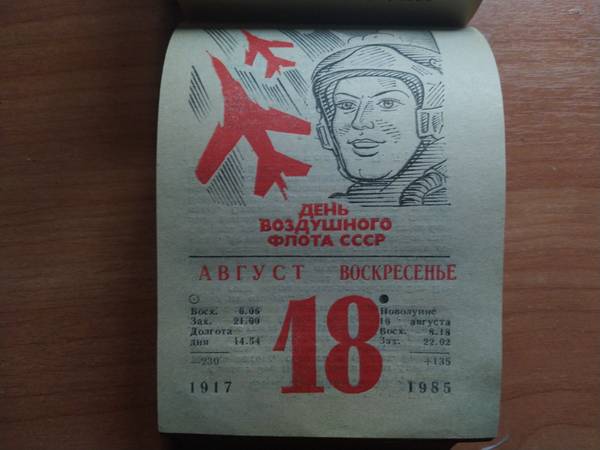 ДЕНЬ
ВОЗДУШНОГО
ФЛОТА СССР
АВГУСТ ВОСКРЕСЕНЬЕ
18
Восх. 6.06
Зах. 21.00
Долгота
дня 14.54
—230
1917
Новолуние
16 августа
Восх. 8.18
Зах. 22.02
+135
1985